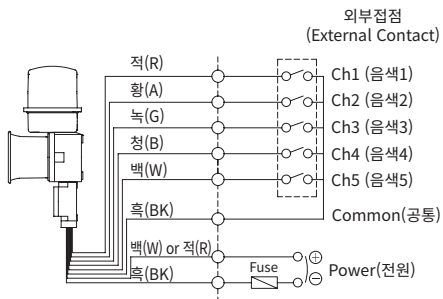 외부접점
(External Contact)
적(R)
Ch1 (음색1)
황(A)
Ch2 (음색2)
녹(G)
Ch3 (음색3)
청(B)
Ch4 (음색4)
백(W)
Ch5 (음색5)
흑(BK)
Common(공통)
백(W) or 적(R)
Fuse
Power(전원)
흑(BK)